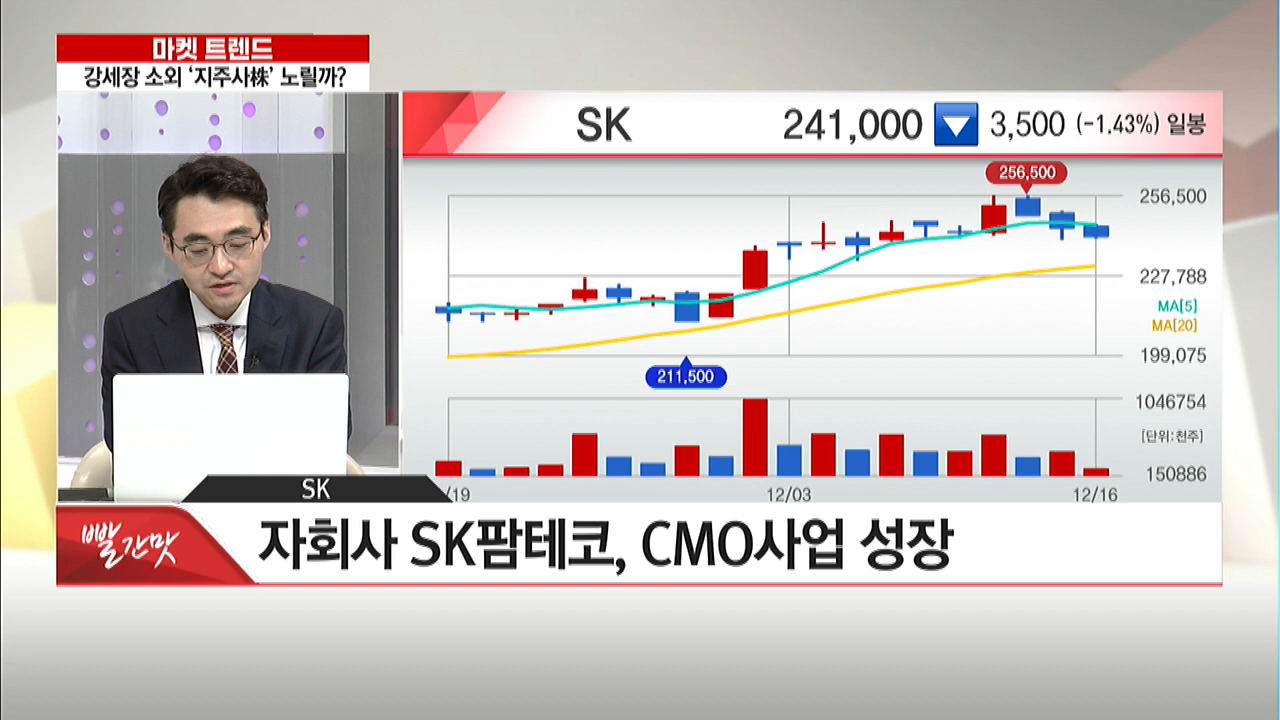 마켓 트렌드
강세장 소외 ‘지주사株’ 노릴까?
SK 241,000 ▼ 3,500 (-1.43%) 일봉
256,500
256,500
227,788
MA[5]
MA[20]
199,075
211,500
1046754
[단위:천주]
150886
/19 12/03 12/16
SK
빨간맛
자회사 SK팜테코, CMO사업 성장